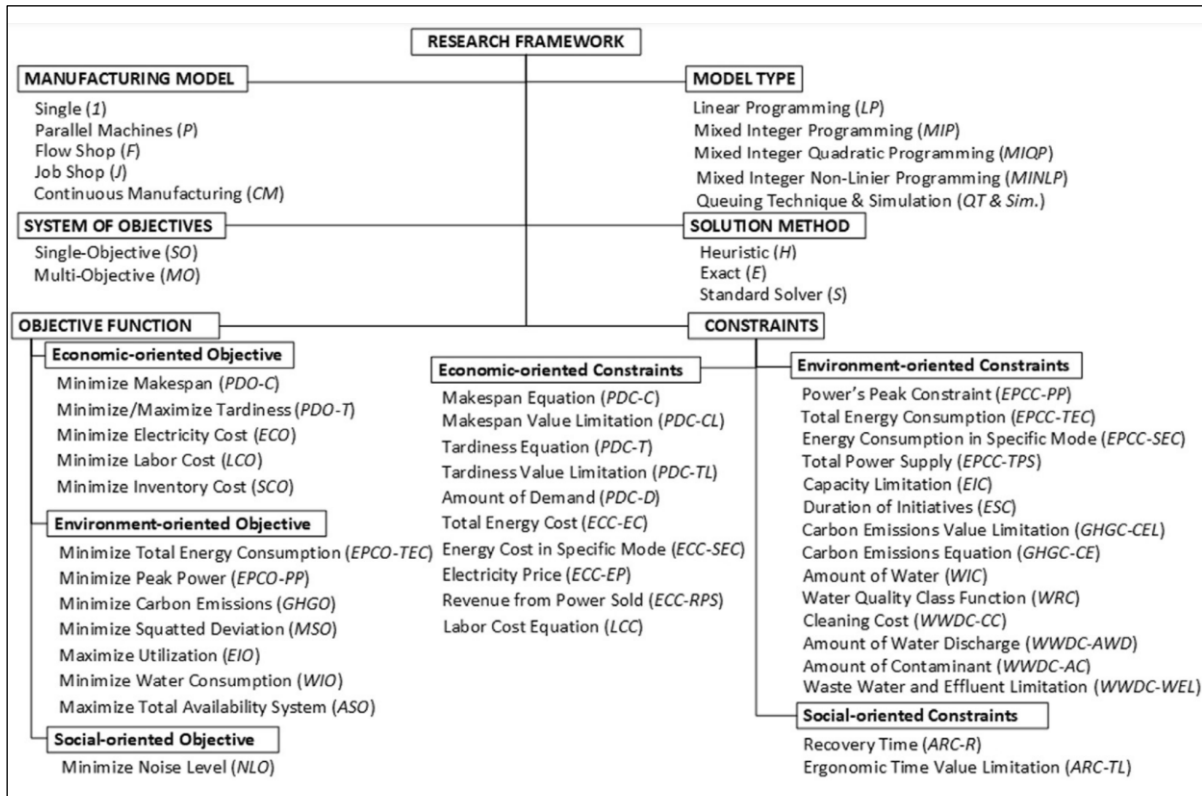 RESEARCH FRAMEWORK
MANUFACTURING MODEL
Single (1)
Parallel Machines (P)
Flow Shop (F)
Job Shop (J)
Continuous Manufacturing (CM)
MODEL TYPE
Linear Programming (LP)
Mixed Integer Programming (MIP)
Mixed Integer Quadratic Programming (MIQP)
Mixed Integer Non-Linier Programming (MINLP)
Queuing Technique & Simulation (QT & Sim.)
SYSTEM OF OBJECTIVES
Single-Objective (SO)
Multi-Objective (MO)
SOLUTION METHOD
Heuristic (H)
Exact (E)
Standard Solver (S)
OBJECTIVE FUNCTION
Economic-oriented Objective
Minimize Makespan (PDO-C)
Minimize/Maximize Tardiness (PDO-T)
Minimize Electricity Cost (ECO)
Minimize Labor Cost (LCO)
Minimize Inventory Cost (SCO)
Environment-oriented Objective
Minimize Total Energy Consumption (EPCO-TEC)
Minimize Peak Power (EPCO-PP)
Minimize Carbon Emissions (GHGO)
Minimize Squatted Deviation (MSO)
Maximize Utilization (EIO)
Minimize Water Consumption (WIO)
Maximize Total Availability System (ASO)
Social-oriented Objective
Minimize Noise Level (NLO)
CONSTRAINTS
Economic-oriented Constraints
Makespan Equation (PDC-C)
Makespan Value Limitation (PDC-CL)
Tardiness Equation (PDC-T)
Tardiness Value Limitation (PDC-TL)
Amount of Demand (PDC-D)
Total Energy Cost (ECC-EC)
Energy Cost in Specific Mode (ECC-SEC)
Electricity Price (ECC-EP)
Revenue from Power Sold (ECC-RPS)
Labor Cost Equation (LCC)
Environment-oriented Constraints
Power's Peak Constraint (EPCC-PP)
Total Energy Consumption (EPCC-TEC)
Energy Consumption in Specific Mode (EPCC-SEC)
Total Power Supply (EPCC-TPS)
Capacity Limitation (EIC)
Duration of Initiatives (ESC)
Carbon Emissions Value Limitation (GHGC-CEL)
Carbon Emissions Equation (GHGC-CE)
Amount of Water (WIC)
Water Quality Class Function (WRC)
Cleaning Cost (WWDC-CC)
Amount of Water Discharge (WWDC-AWD)
Amount of Contaminant (WWDC-AC)
Waste Water and Effluent Limitation (WWDC-WEL)
Social-oriented Constraints
Recovery Time (ARC-R)
Ergonomic Time Value Limitation (ARC-TL)